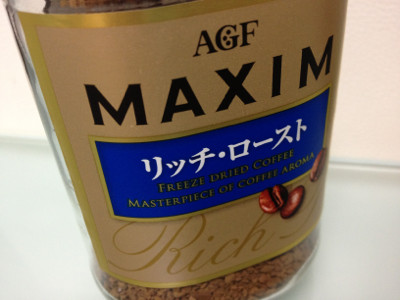 AGF
MAXIM
リッチ・ロースト
FREEZE DRIED COFFEE
MASTERPIECE OF COFFEE AROMA
Rich